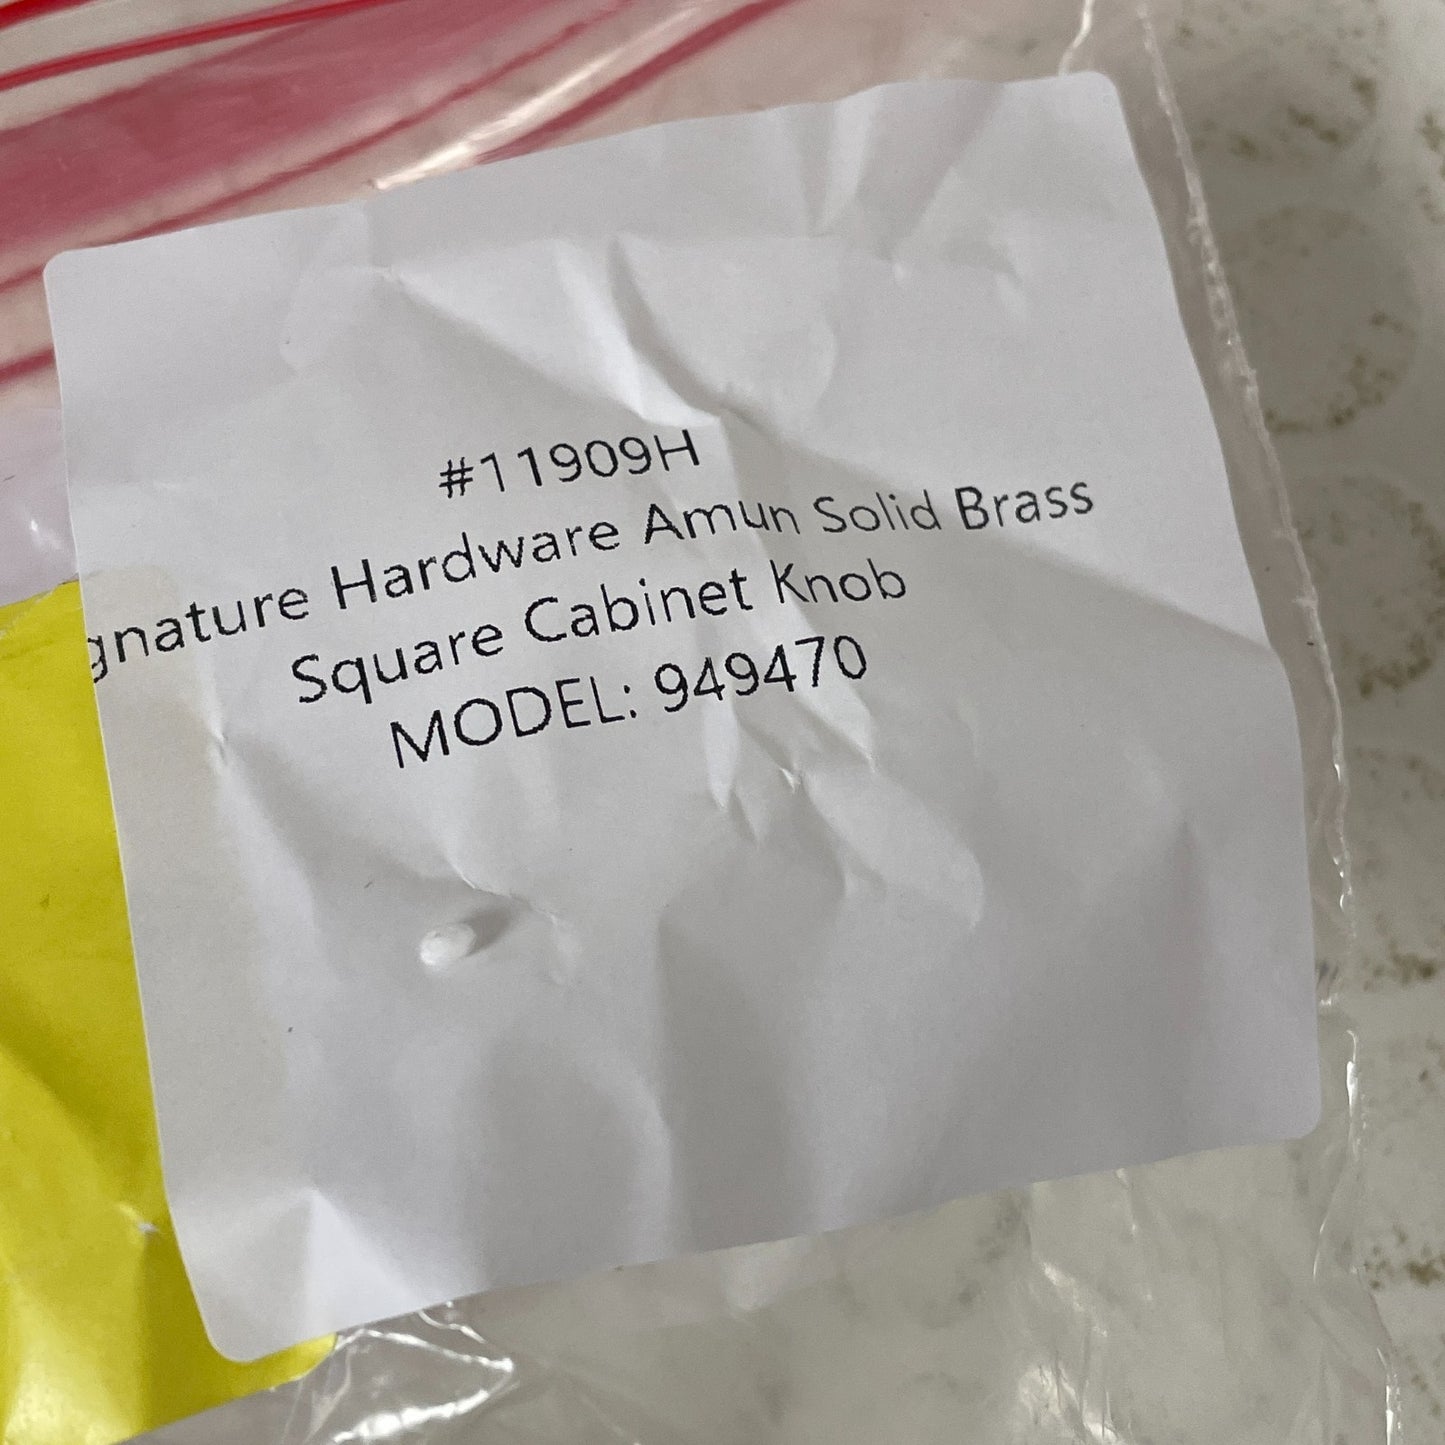 #11909H
gnature Hardware Amun Solid Brass
Square Cabinet Knob
MODEL: 949470